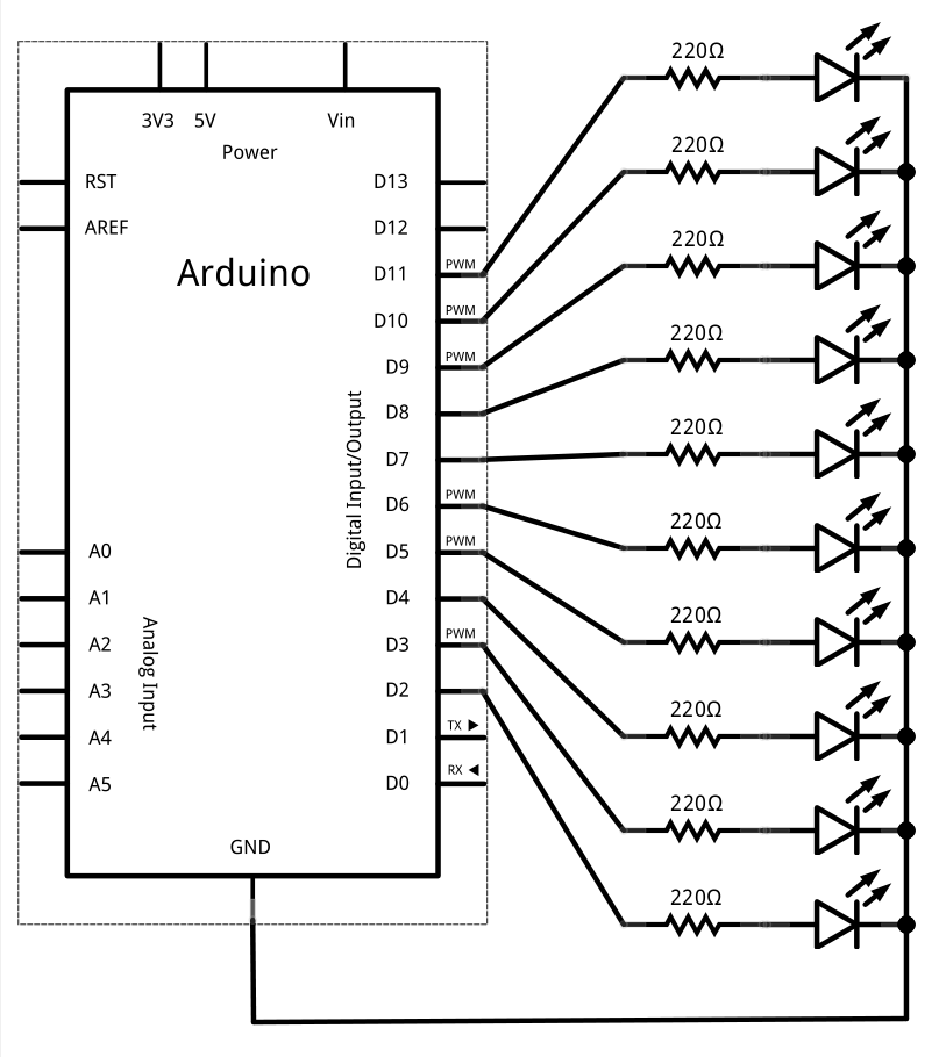 220Ω
3V3 5V Vin
Power
220Ω
RST D13
AREF D12
220Ω
Arduino
D11 PWM
D10 PWM
220Ω
D9 PWM
D8
220Ω
D7
D6 PWM
Digital Input/Output
220Ω
A0 D5 PWM
A1 D4
220Ω
A2 D3 PWM
Analog Input
A3 D2
220Ω
A4 D1 TX ▶
A5 D0 RX ◀
220Ω
GND
220Ω